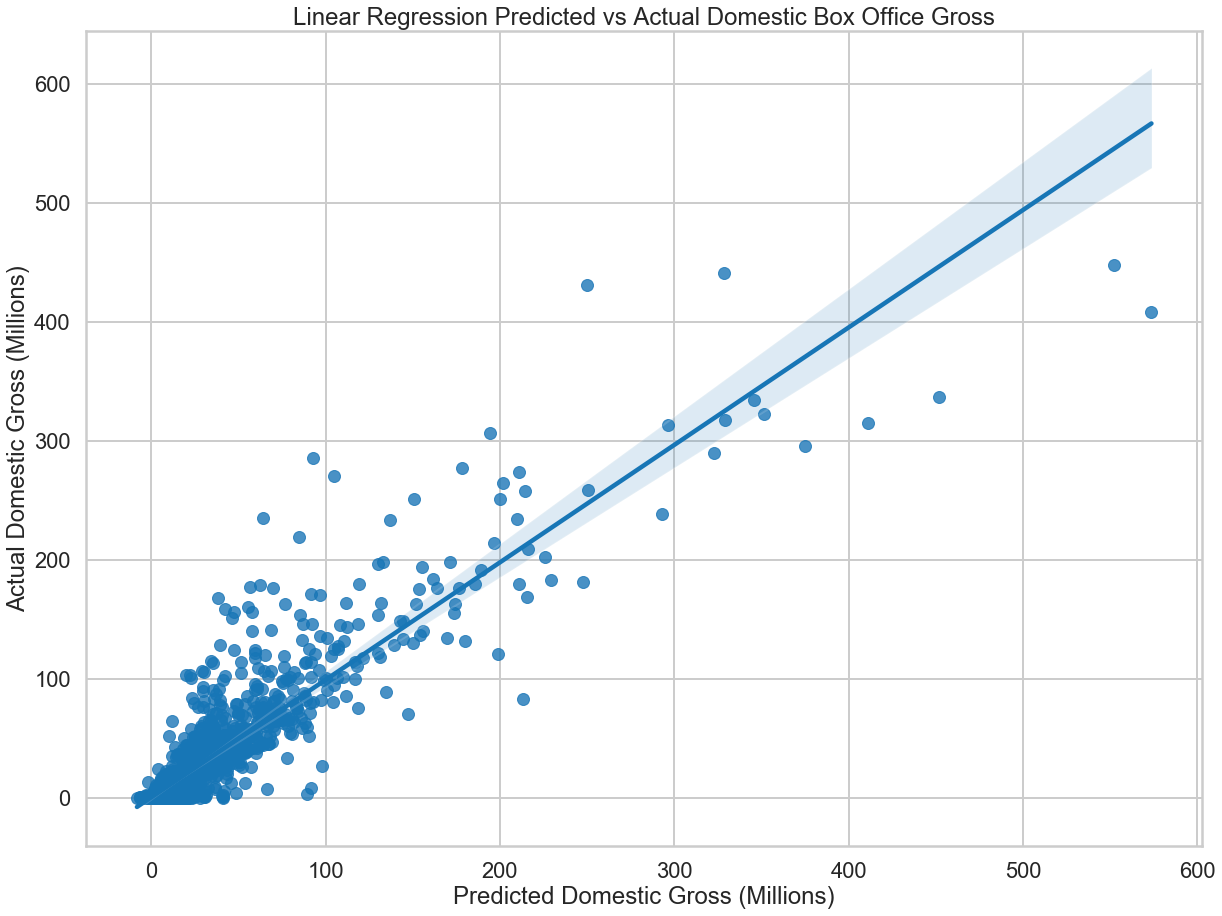 Linear Regression Predicted vs Actual Domestic Box Office Gross
Actual Domestic Gross (Millions)
600
500
400
300
200
100
0
0 100 200 300 400 500 600
Predicted Domestic Gross (Millions)